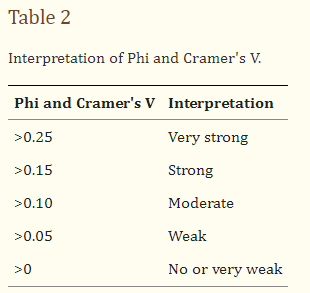 Table 2
Interpretation of Phi and Cramer's V.
Phi and Cramer's V Interpretation
>0.25 Very strong
>0.15 Strong
>0.10 Moderate
>0.05 Weak
>0 No or very weak